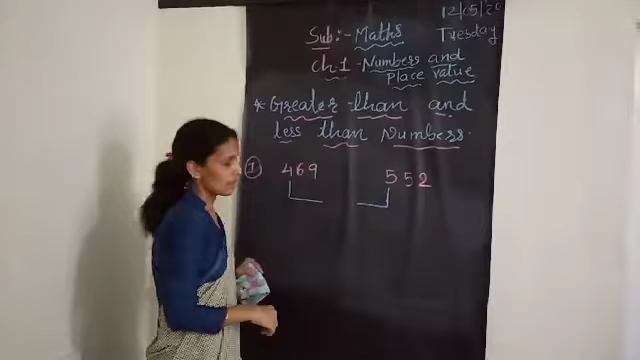 12/05/20
Sub:- Maths Tuesday
Ch 1 - Numbers and
Place value
* Greater than and
less than Numbers.
1 469 552